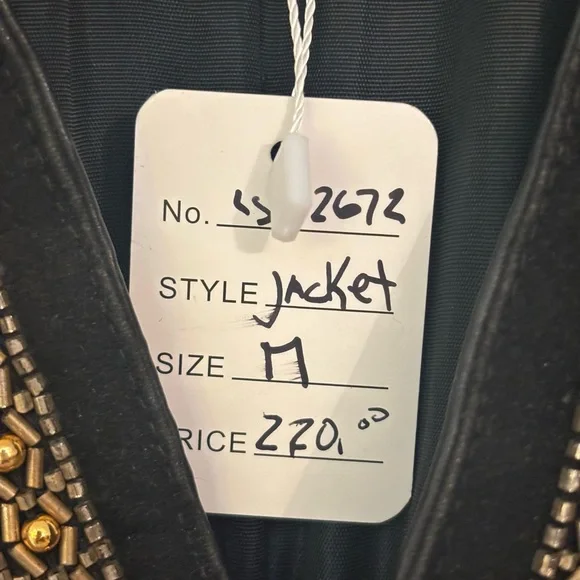 No. 2672
STYLE Jacket
SIZE M
RICE 220.00